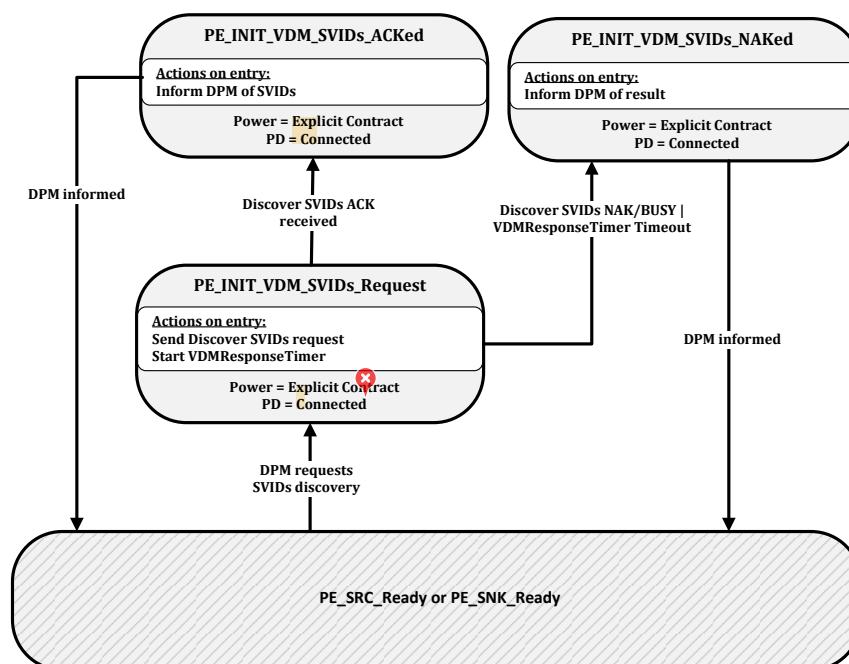 PE_INIT_VDM_SVIDs_ACKed
Actions on entry:
Inform DPM of SVIDs
Power = Explicit Contract
PD = Connected
PE_INIT_VDM_SVIDs_NAKed
Actions on entry:
Inform DPM of result
Power = Explicit Contract
PD = Connected
DPM informed
Discover SVIDs ACK
received
Discover SVIDs NAK/BUSY |
VDMResponseTimer Timeout
PE_INIT_VDM_SVIDs_Request
Actions on entry:
Send Discover SVIDs request
Start VDMResponseTimer
Power = Explicit Contract
PD = Connected
DPM informed
DPM requests
SVIDs discovery
PE_SRC_Ready or PE_SNK_Ready